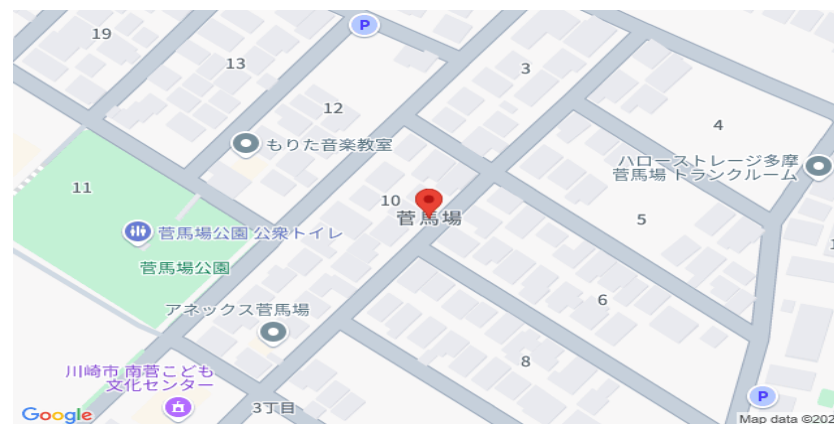 19
13
P
3
12
4
もりた音楽教室
ハローストレージ多摩
菅馬場 トランクルーム
11
10
菅馬場
5
菅馬場公園 公衆トイレ
菅馬場公園
アネックス菅馬場
6
8
川崎市 南菅こども
文化センター
3丁目
P
Google
Map data ©202